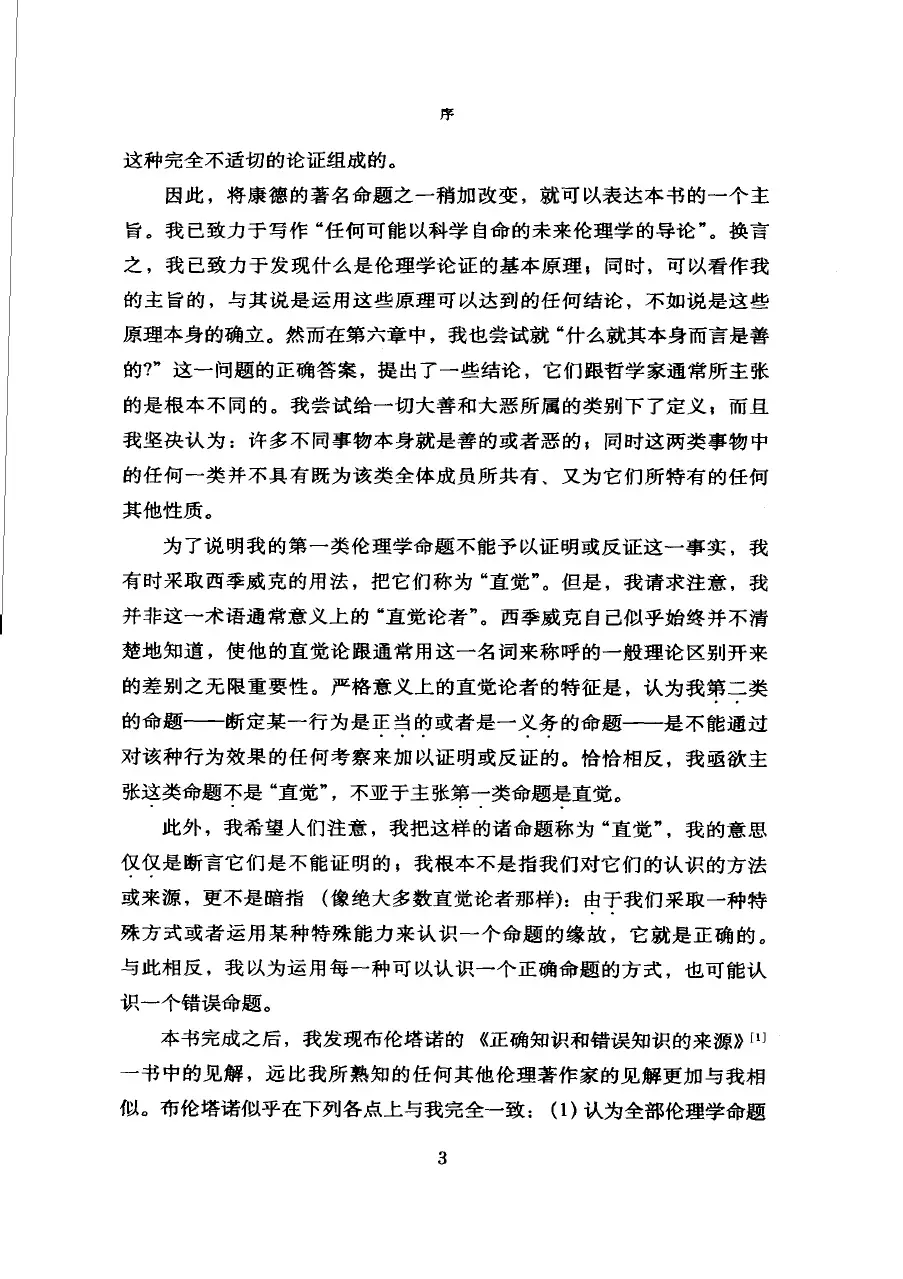 序
这种完全不适切的论证组成的。
因此，将康德的著名命题之一稍加改变，就可以表达本书的一个主
旨。我已致力于写作“任何可能以科学自命的未来伦理学的导论”。换言
之，我已致力于发现什么是伦理学论证的基本原理；同时，可以看作我
的主旨的，与其说是运用这些原理可以达到的任何结论，不如说是这些
原理本身的确立。然而在第六章中，我也尝试就“什么就其本身而言是善
的?”这一问题的正确答案，提出了一些结论，它们跟哲学家通常所主张
的是根本不同的。我尝试给一切大善和大恶所属的类别下了定义；而且
我坚决认为：许多不同事物本身就是善的或者恶的；同时这两类事物中
的任何一类并不具有既为该类全体成员所共有、又为它们所特有的任何
其他性质。
为了说明我的第一类伦理学命题不能予以证明或反证这一事实，我
有时采取西季威克的用法，把它们称为“直觉”。但是，我请求注意，我
并非这一术语通常意义上的“直觉论者”。西季威克自己似乎始终并不清
楚地知道，使他的直觉论跟通常用这一名词来称呼的一般理论区别开来
的差别之无限重要性。严格意义上的直觉论者的特征是，认为我第二类
的命题——断定某一行为是正当的或者是一义务的命题——是不能通过
对该种行为效果的任何考察来加以证明或反证的。恰恰相反，我亟欲主
张这类命题不是“直觉”，不亚于主张第一类命题是直觉。
此外，我希望人们注意，我把这样的诸命题称为“直觉”，我的意思
仅仅是断言它们是不能证明的；我根本不是指我们对它们的认识的方法
或来源，更不是暗指（像绝大多数直觉论者那样)：由于我们采取一种特
殊方式或者运用某种特殊能力来认识一个命题的缘故，它就是正确的。
与此相反，我以为运用每一种可以认识一个正确命题的方式，也可能认
识一个错误命题。
本书完成之后，我发现布伦塔诺的《正确知识和错误知识的来源》[1]
一书中的见解，远比我所熟知的任何其他伦理著作家的见解更加与我相
似。布伦塔诺似乎在下列各点上与我完全一致：(1)认为全部伦理学命题
3